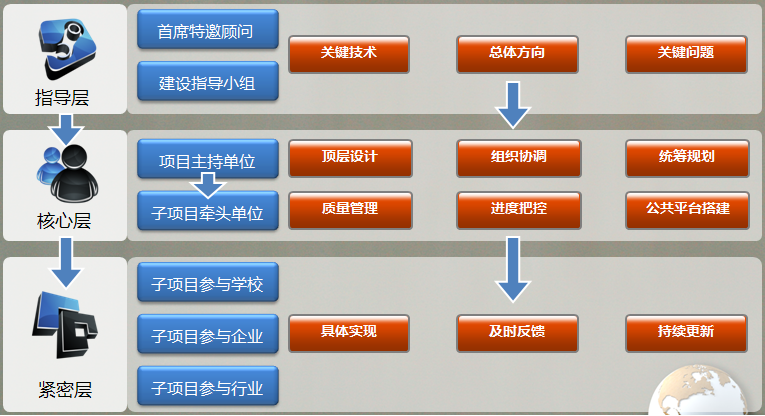 首席特邀顾问
关键技术
总体方向
关键问题
建设指导小组
指导层
项目主持单位
顶层设计
组织协调
统筹规划
子项目牵头单位
质量管理
进度把控
公共平台搭建
核心层
子项目参与学校
子项目参与企业
具体实现
及时反馈
持续更新
子项目参与行业
紧密层